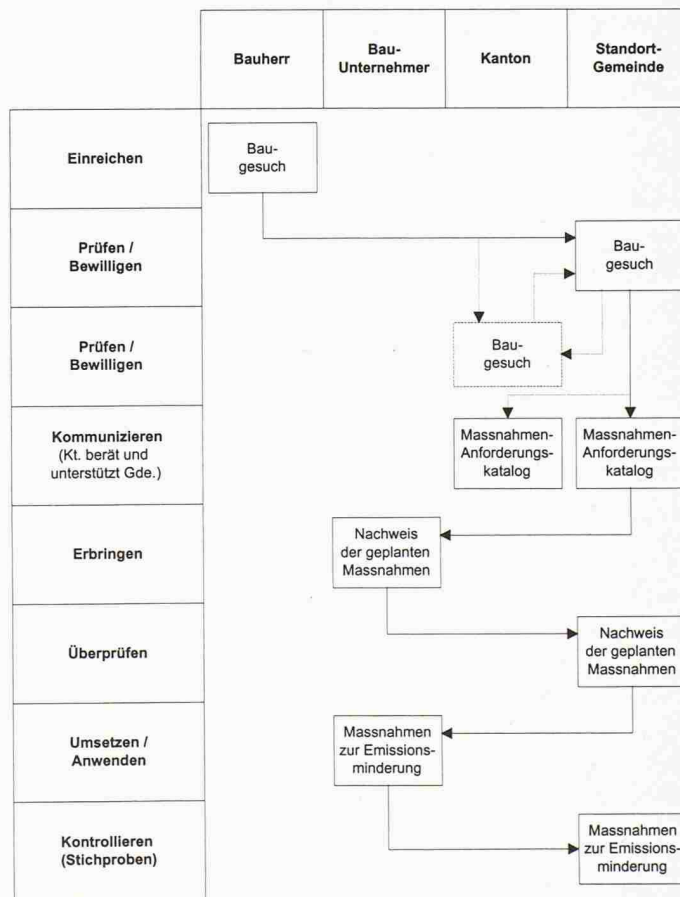 Bauherr
Bau-
Unternehmer
Kanton
Standort-
Gemeinde
Einreichen
Bau-
gesuch
Prüfen /
Bewilligen
Bau-
gesuch
Prüfen /
Bewilligen
Bau-
gesuch
Kommunizieren
(Kt. berät und
unterstützt Gde.)
Massnahmen-
Anforderungs-
katalog
Massnahmen-
Anforderungs-
katalog
Erbringen
Nachweis
der geplanten
Massnahmen
Überprüfen
Nachweis
der geplanten
Massnahmen
Umsetzen /
Anwenden
Massnahmen
zur Emissions-
minderung
Kontrollieren
(Stichproben)
Massnahmen
zur Emissions-
minderung